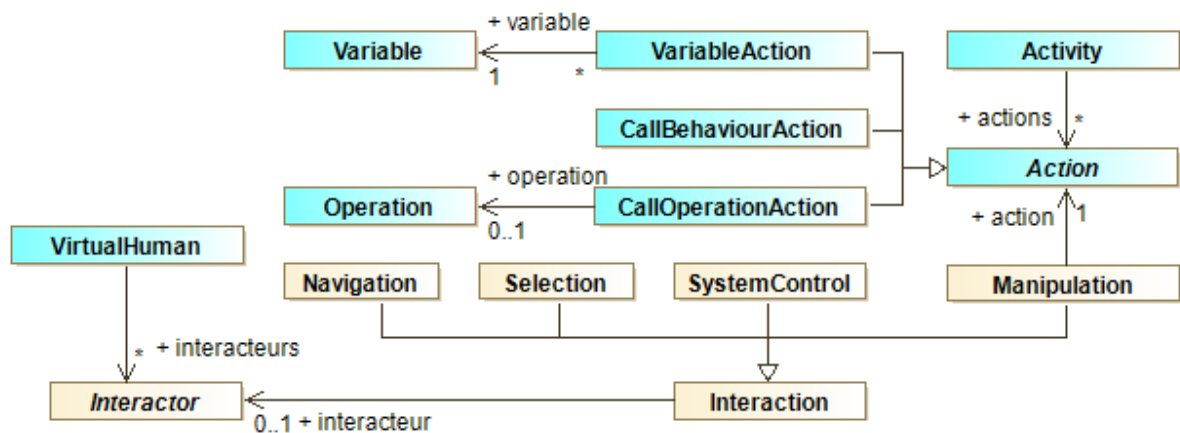 + variable
Variable
VariableAction
Activity
1
*
CallBehaviourAction
+ actions
*
+ operation
Action
Operation
CallOperationAction
+ action
1
0..1
VirtualHuman
Navigation
Selection
SystemControl
Manipulation
* + interacteurs
Interactor
Interaction
0..1 + interacteur